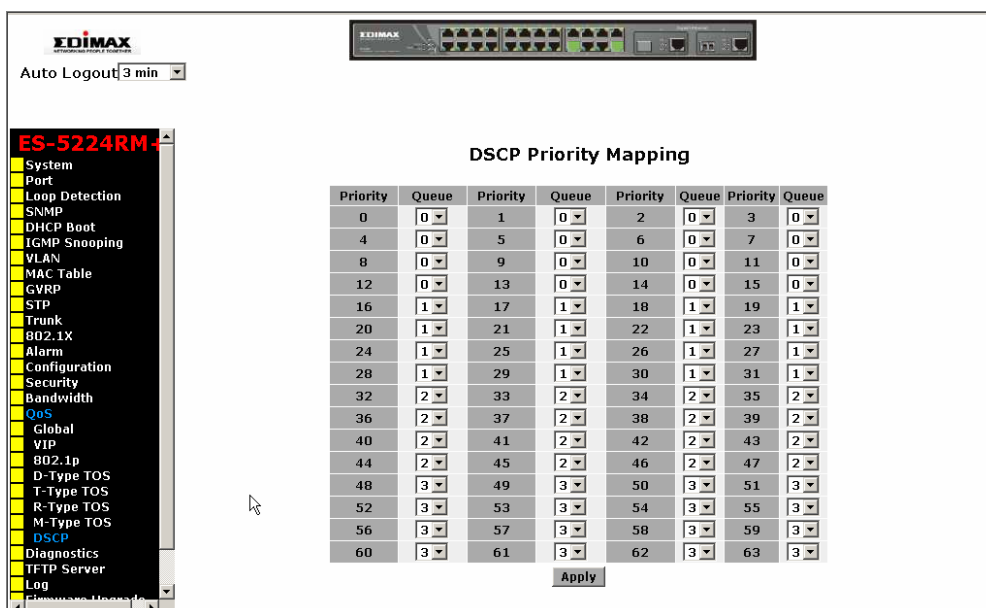 EDIMAX
NETWORKING PEOPLE TOGETHER
EDIMAX
Auto Logout 3 min
ES-5224RM+
System
Port
Loop Detection
SNMP
DHCP Boot
IGMP Snooping
VLAN
MAC Table
GVRP
STP
Trunk
802.1X
Alarm
Configuration
Security
Bandwidth
QoS
Global
VIP
802.1p
D-Type TOS
T-Type TOS
R-Type TOS
M-Type TOS
DSCP
Diagnostics
TFTP Server
Log
Firmware Upgrade
DSCP Priority Mapping
Priority Queue Priority Queue Priority Queue Priority Queue
0 0 1 0 2 0 3 0
4 0 5 0 6 0 7 0
8 0 9 0 10 0 11 0
12 0 13 0 14 0 15 0
16 1 17 1 18 1 19 1
20 1 21 1 22 1 23 1
24 1 25 1 26 1 27 1
28 1 29 1 30 1 31 1
32 2 33 2 34 2 35 2
36 2 37 2 38 2 39 2
40 2 41 2 42 2 43 2
44 2 45 2 46 2 47 2
48 3 49 3 50 3 51 3
52 3 53 3 54 3 55 3
56 3 57 3 58 3 59 3
60 3 61 3 62 3 63 3
Apply